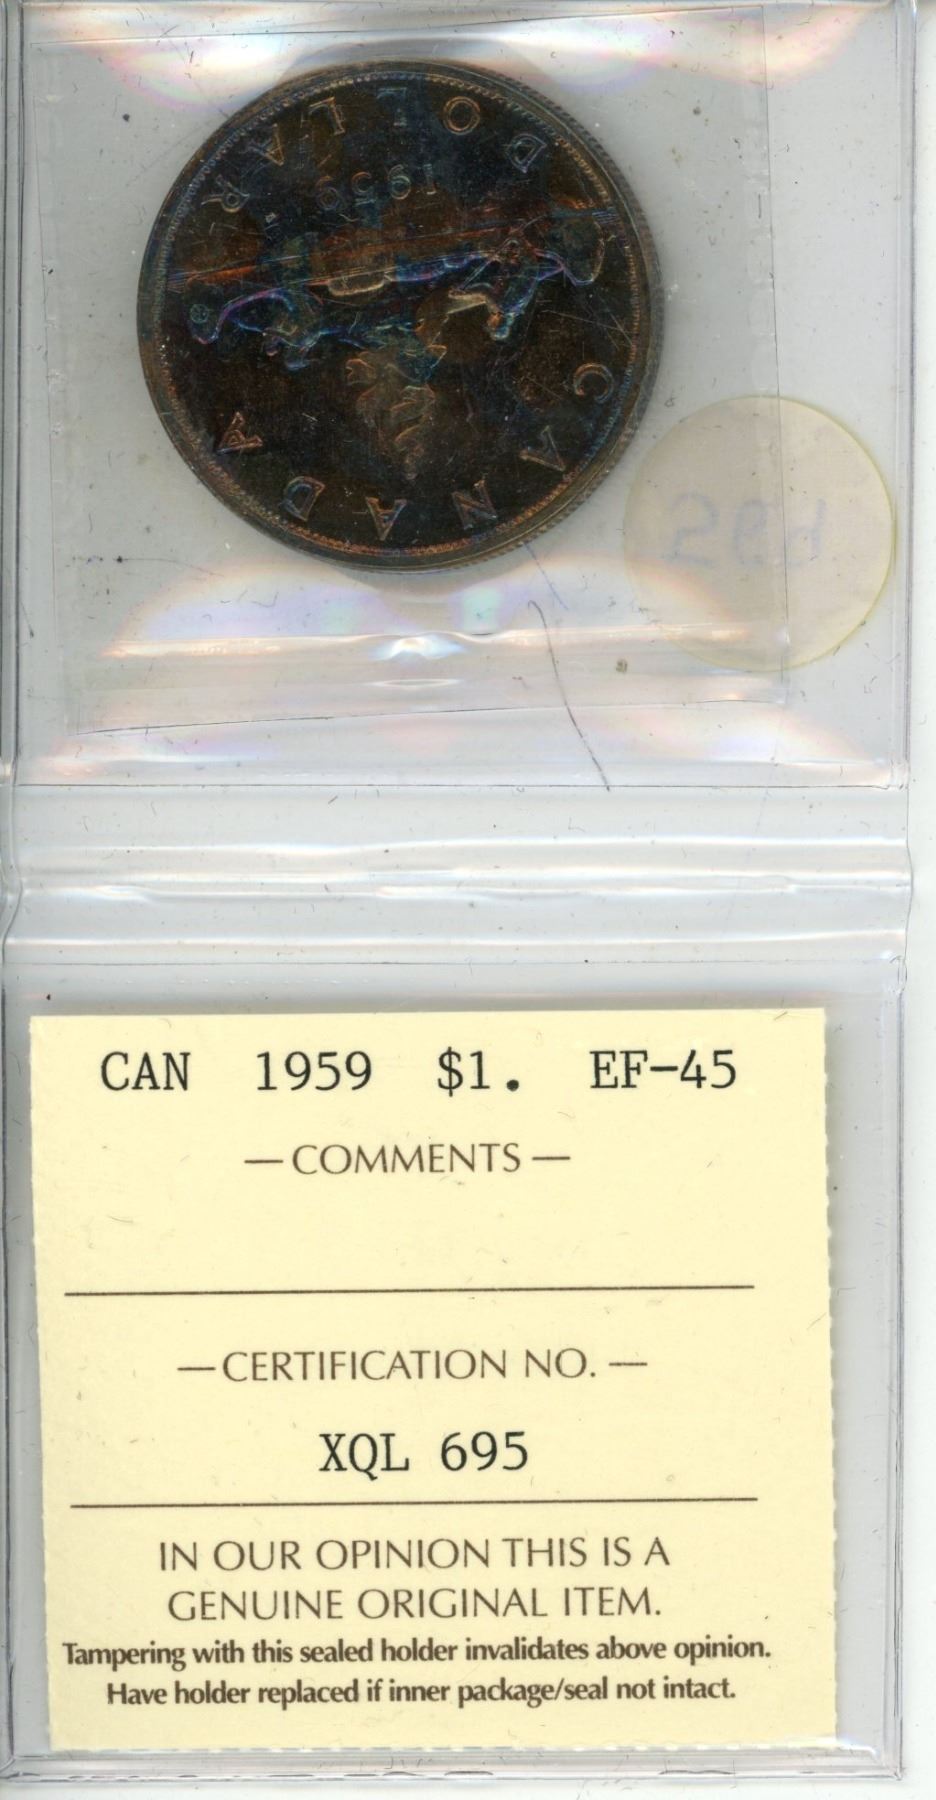 CANADA
1959
DOLLAR
CAN 1959 $1. EF-45
— COMMENTS —
— CERTIFICATION NO. —
XQL 695
IN OUR OPINION THIS IS A
GENUINE ORIGINAL ITEM.
Tampering with this sealed holder invalidates above opinion.
Have holder replaced if inner package/seal not intact.